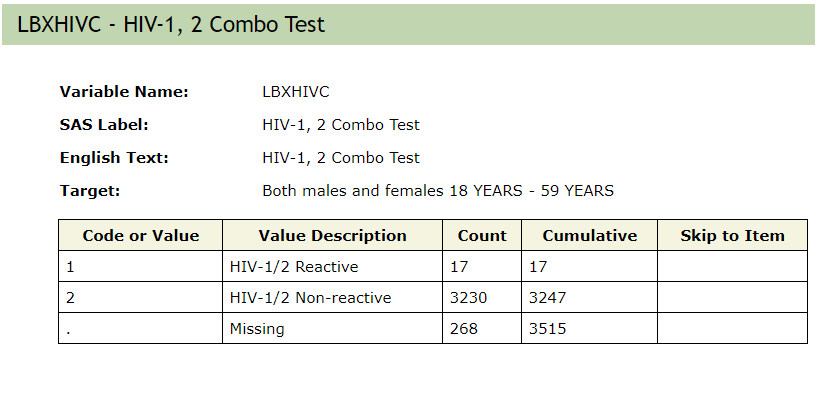 LBXHIVC - HIV-1, 2 Combo Test
Variable Name: LBXHIVC
SAS Label: HIV-1, 2 Combo Test
English Text: HIV-1, 2 Combo Test
Target: Both males and females 18 YEARS - 59 YEARS
Code or Value Value Description Count Cumulative Skip to Item
1 HIV-1/2 Reactive 17 17
2 HIV-1/2 Non-reactive 3230 3247
. Missing 268 3515